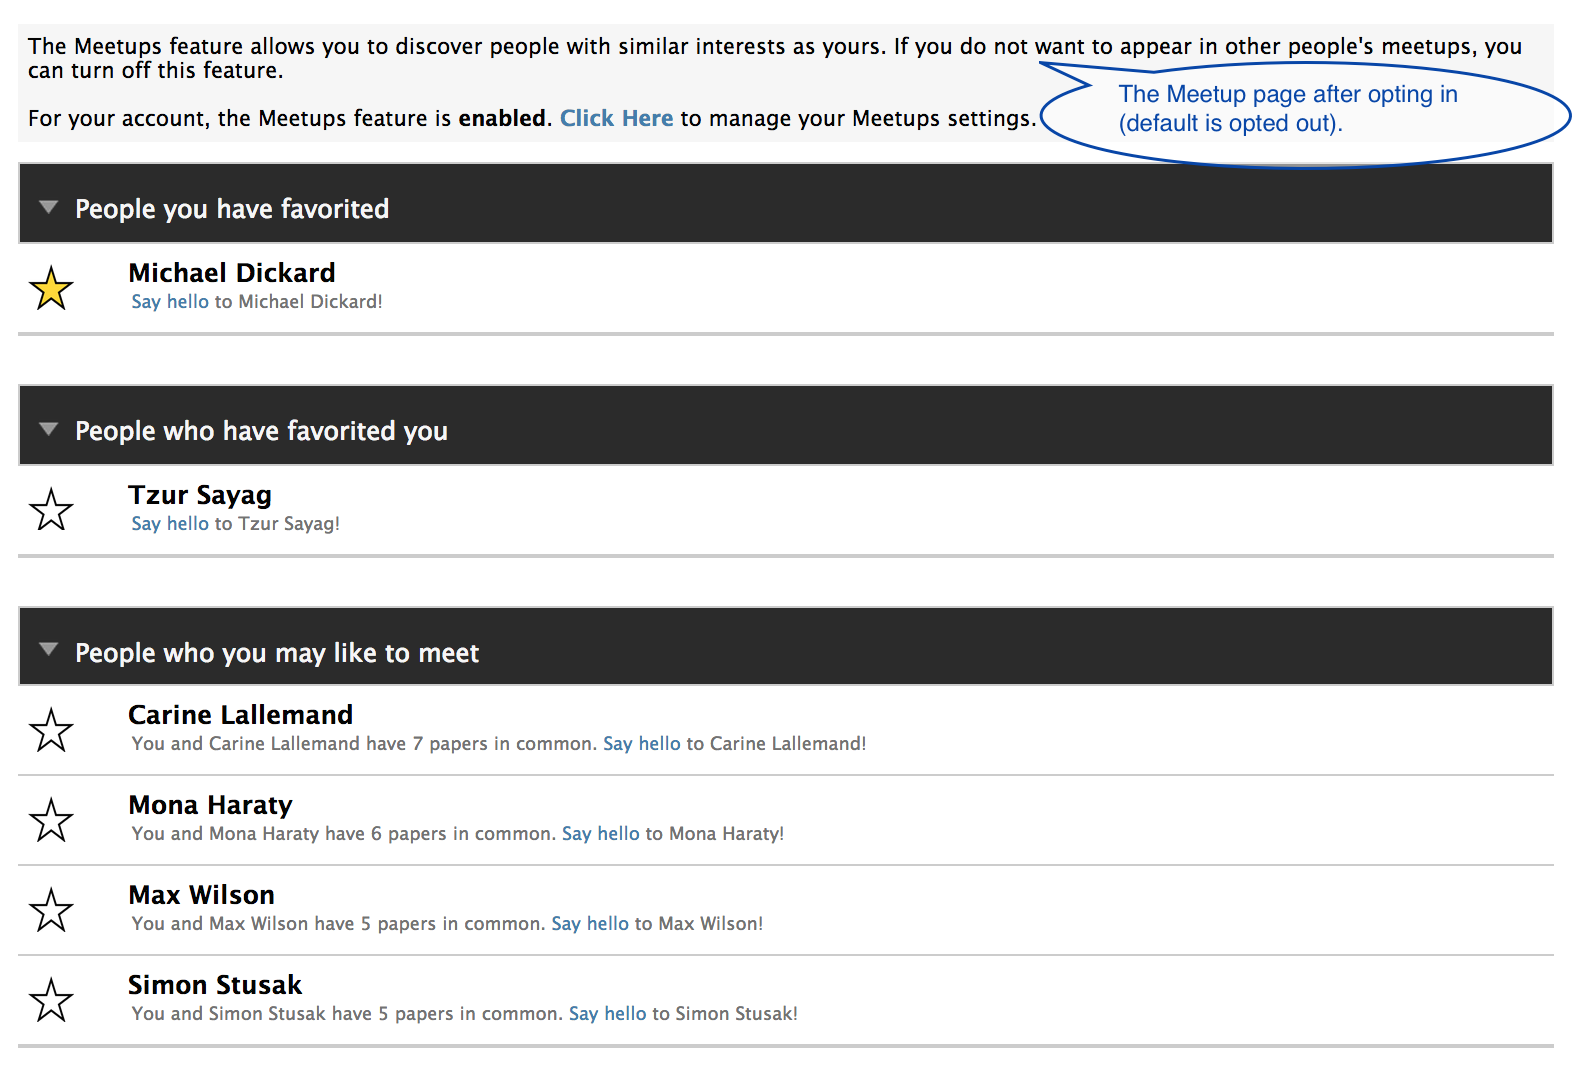 The Meetups feature allows you to discover people with similar interests as yours. If you do not want to appear in other people's meetups, you
can turn off this feature.
For your account, the Meetups feature is enabled. Click Here to manage your Meetups settings.
The Meetup page after opting in
(default is opted out).
People you have favorited
Michael Dickard
Say hello to Michael Dickard!
People who have favorited you
Tzur Sayag
Say hello to Tzur Sayag!
People who you may like to meet
Carine Lallemand
You and Carine Lallemand have 7 papers in common. Say hello to Carine Lallemand!
Mona Haraty
You and Mona Haraty have 6 papers in common. Say hello to Mona Haraty!
Max Wilson
You and Max Wilson have 5 papers in common. Say hello to Max Wilson!
Simon Stusak
You and Simon Stusak have 5 papers in common. Say hello to Simon Stusak!